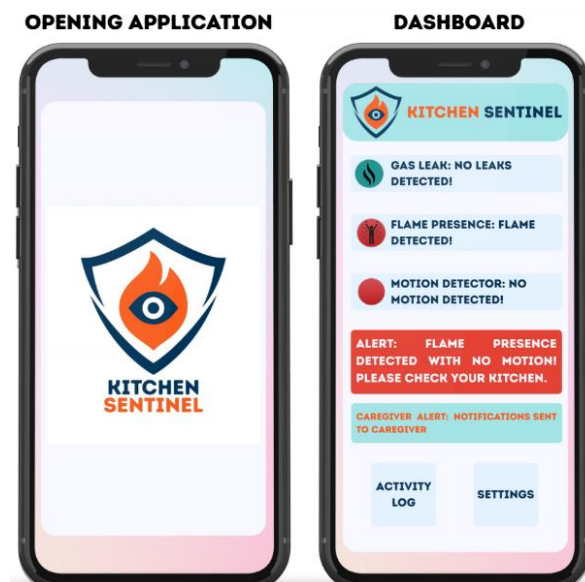 OPENING APPLICATION
DASHBOARD
KITCHEN
SENTINEL
KITCHEN SENTINEL
GAS LEAK: NO LEAKS
DETECTED!
FLAME PRESENCE: FLAME
DETECTED!
MOTION DETECTOR: NO
MOTION DETECTED!
ALERT: FLAME PRESENCE
DETECTED WITH NO MOTION!
PLEASE CHECK YOUR KITCHEN.
CAREGIVER ALERT: NOTIFICATIONS SENT
TO CAREGIVER
ACTIVITY
LOG
SETTINGS